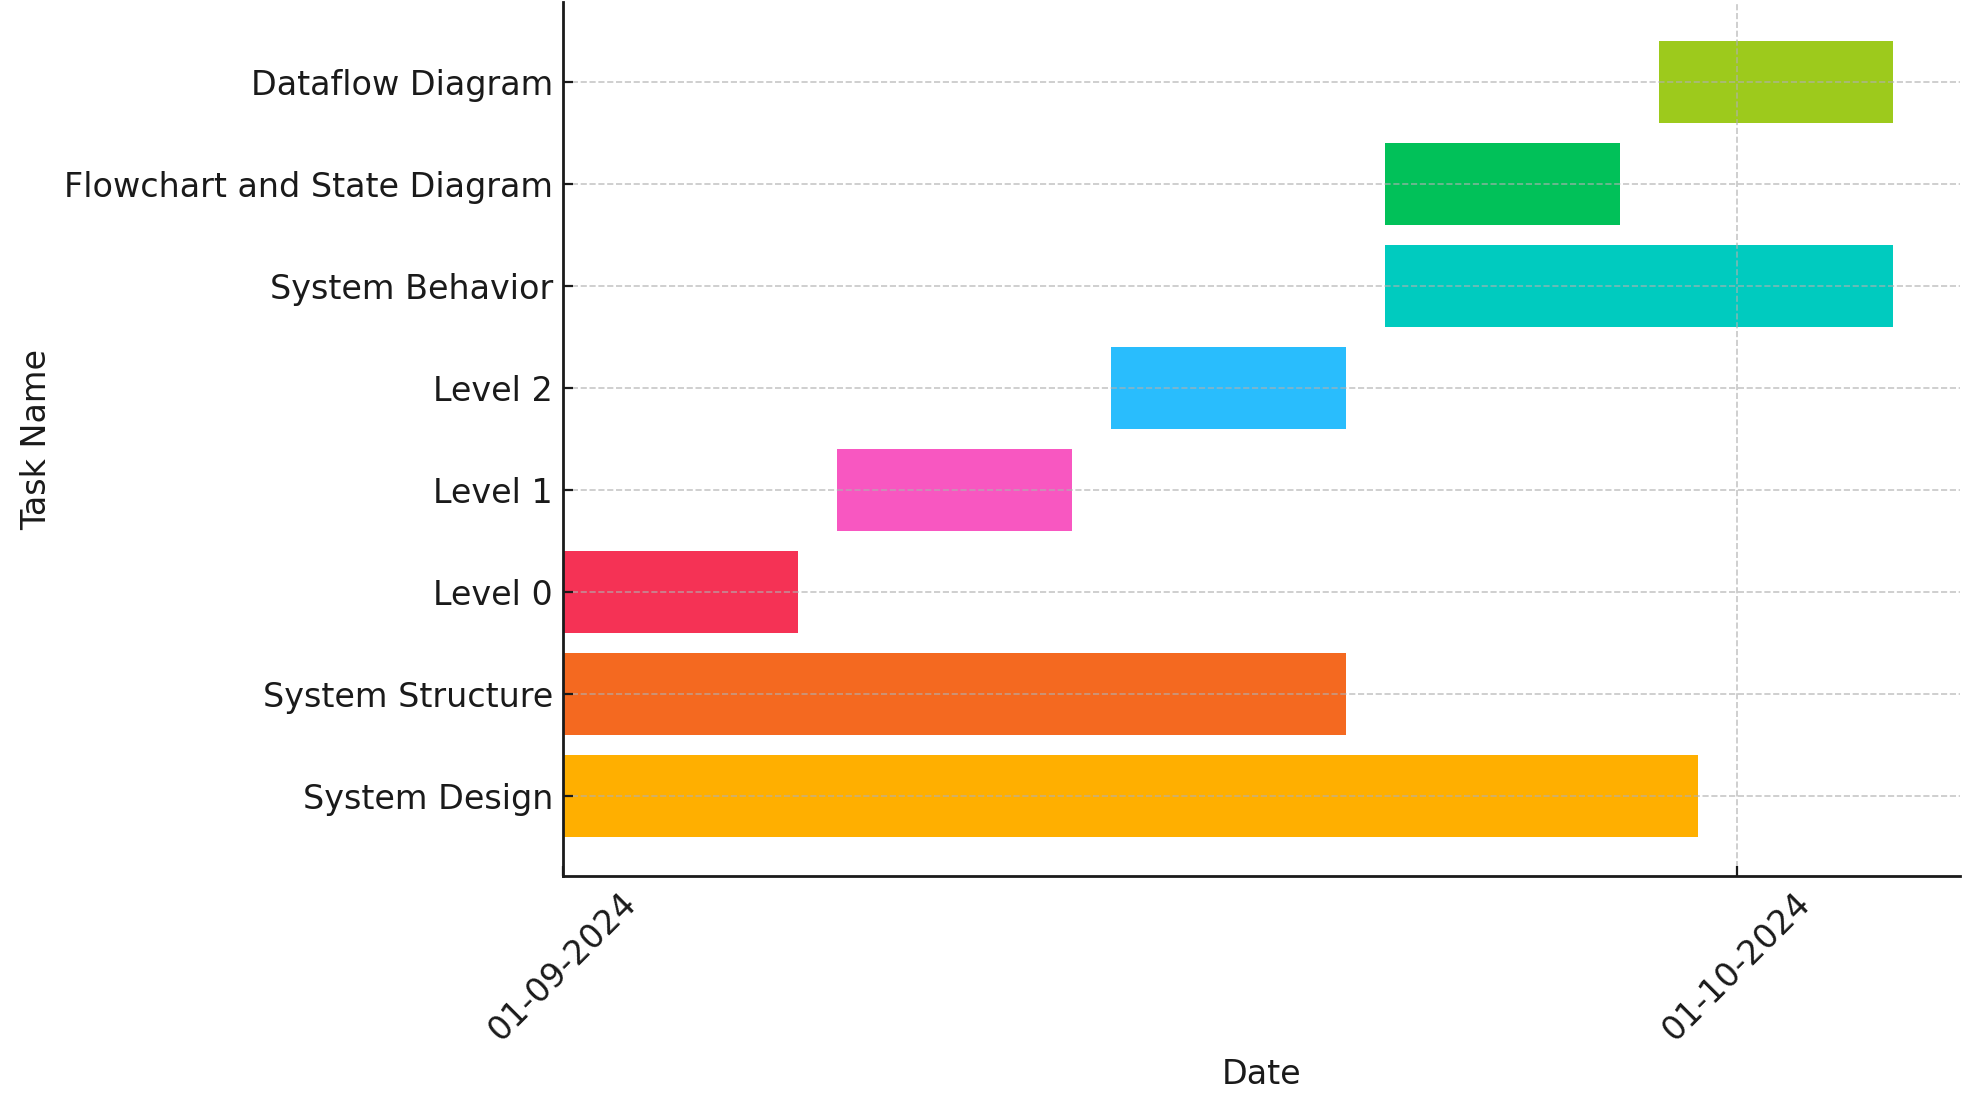 Dataflow Diagram
Flowchart and State Diagram
System Behavior
Level 2
Level 1
Level 0
System Structure
System Design
Task Name
01-09-2024
01-10-2024
Date